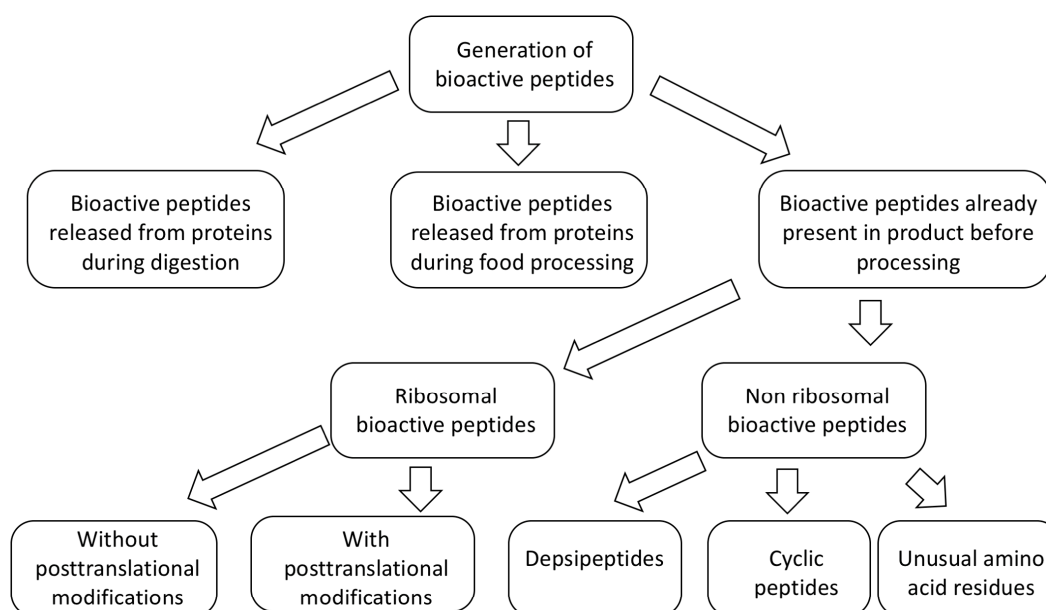 Generation of
bioactive peptides
Bioactive peptides
released from proteins
during digestion
Bioactive peptides
released from proteins
during food processing
Bioactive peptides already
present in product before
processing
Ribosomal
bioactive peptides
Non ribosomal
bioactive peptides
Without
posttranslational
modifications
With
posttranslational
modifications
Depsipeptides
Cyclic
peptides
Unusual amino
acid residues